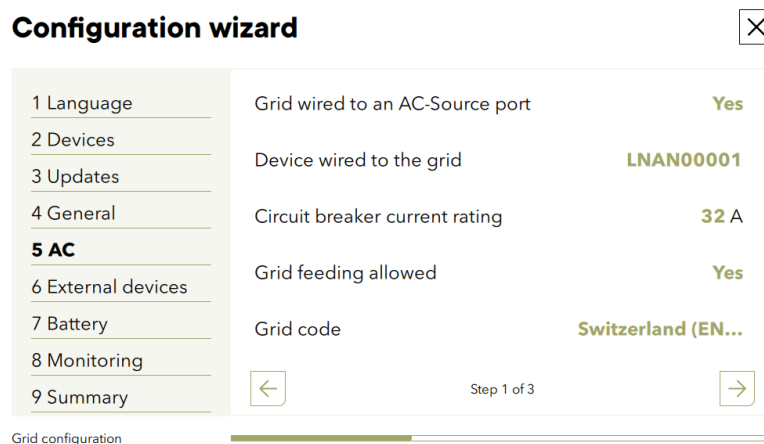 Configuration wizard
1 Language
2 Devices
3 Updates
4 General
5 AC
6 External devices
7 Battery
8 Monitoring
9 Summary
Grid wired to an AC-Source port Yes
Device wired to the grid LNAN00001
Circuit breaker current rating 32 A
Grid feeding allowed Yes
Grid code Switzerland (EN...
Step 1 of 3
Grid configuration